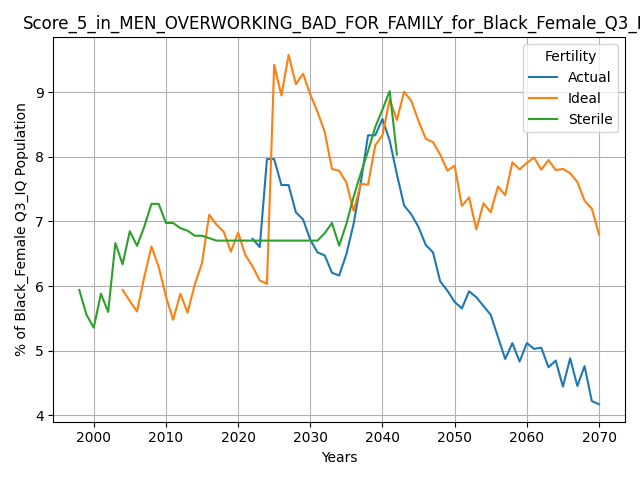 Score_5_in_MEN_OVERWORKING_BAD_FOR_FAMILY_for_Black_Female_Q3_I
Fertility
Actual
Ideal
Sterile
% of Black_Female Q3_IQ Population
9
8
7
6
5
4
2000 2010 2020 2030 2040 2050 2060 2070
Years